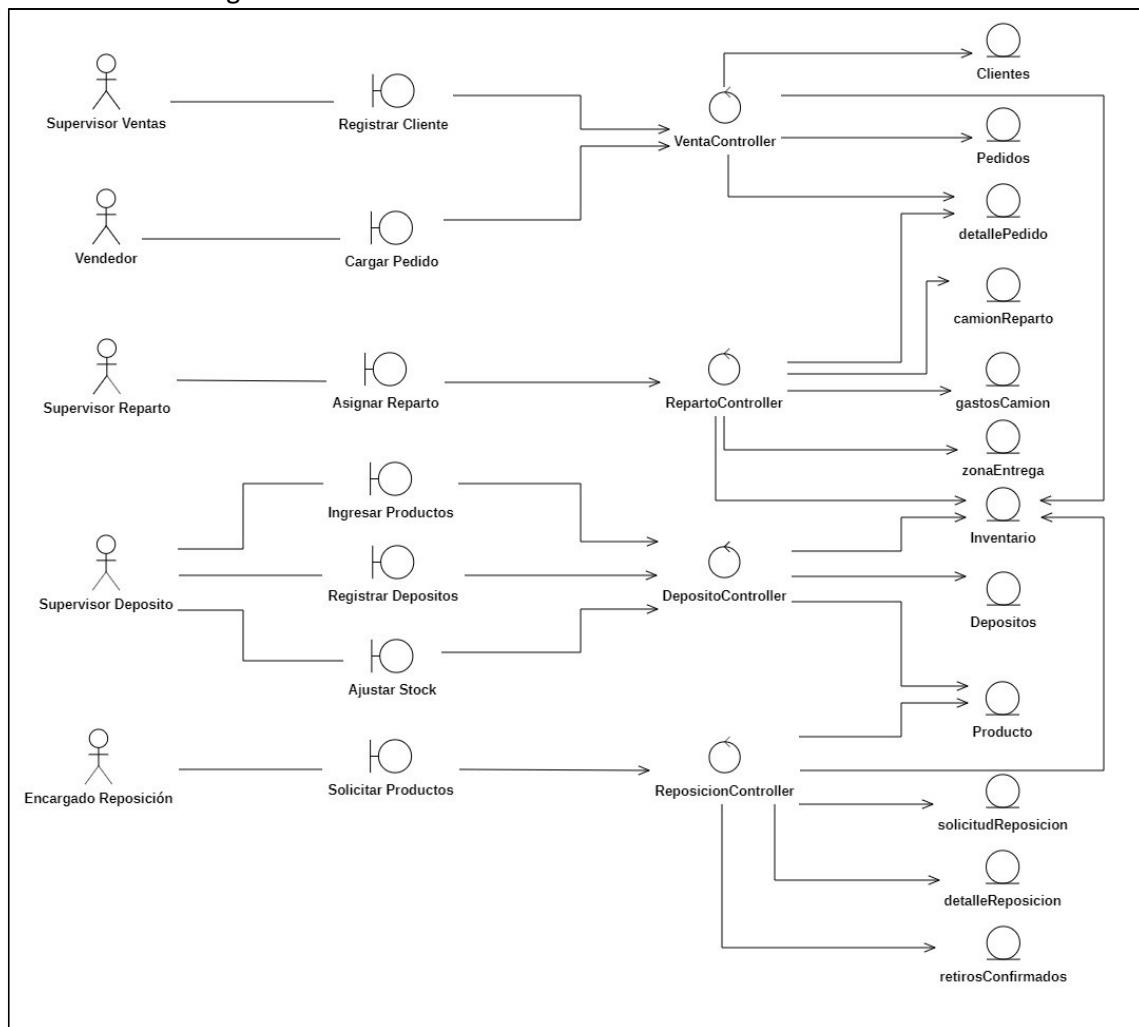 Clientes
Supervisor Ventas
Registrar Cliente
VentaController
Pedidos
Vendedor
Cargar Pedido
detallePedido
camionReparto
Supervisor Reparto
Asignar Reparto
RepartoController
gastosCamion
zonaEntrega
Ingresar Productos
Inventario
Supervisor Deposito
Registrar Depositos
DepositoController
Depositos
Ajustar Stock
Producto
Encargado Reposición
Solicitar Productos
ReposicionController
solicitudReposicion
detalleReposicion
retirosConfirmados